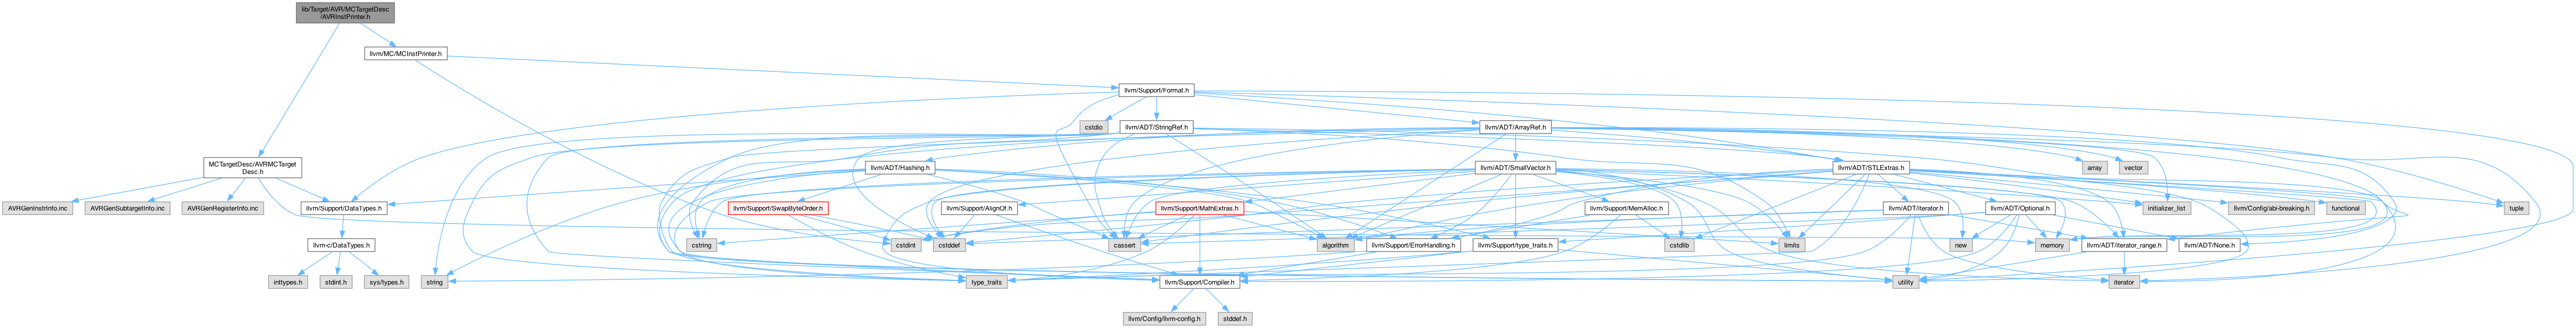 lib/Target/AVR/MCTargetDesc
/AVRInstPrinter.h
llvm/MC/MCInstPrinter.h
llvm/Support/Format.h
cstdio
llvm/ADT/StringRef.h
llvm/ADT/ArrayRef.h
MCTargetDesc/AVRMCTarget
Desc.h
llvm/ADT/Hashing.h
llvm/ADT/SmallVector.h
llvm/ADT/STLExtras.h
array
vector
AVRGenInstrInfo.inc
AVRGenSubtargetInfo.inc
AVRGenRegisterInfo.inc
llvm/Support/DataTypes.h
llvm/Support/SwapByteOrder.h
llvm/Support/AlignOf.h
llvm/Support/MathExtras.h
llvm/Support/MemAlloc.h
llvm/ADT/iterator.h
llvm/ADT/Optional.h
initializer_list
llvm/Config/abi-breaking.h
functional
tuple
llvm-c/DataTypes.h
cstring
cstdint
cstddef
cassert
algorithm
llvm/Support/ErrorHandling.h
llvm/Support/type_traits.h
cstdlib
limits
new
memory
llvm/ADT/iterator_range.h
llvm/ADT/None.h
inttypes.h
stdint.h
sys/types.h
string
type_traits
llvm/Support/Compiler.h
utility
iterator
llvm/Config/llvm-config.h
stddef.h